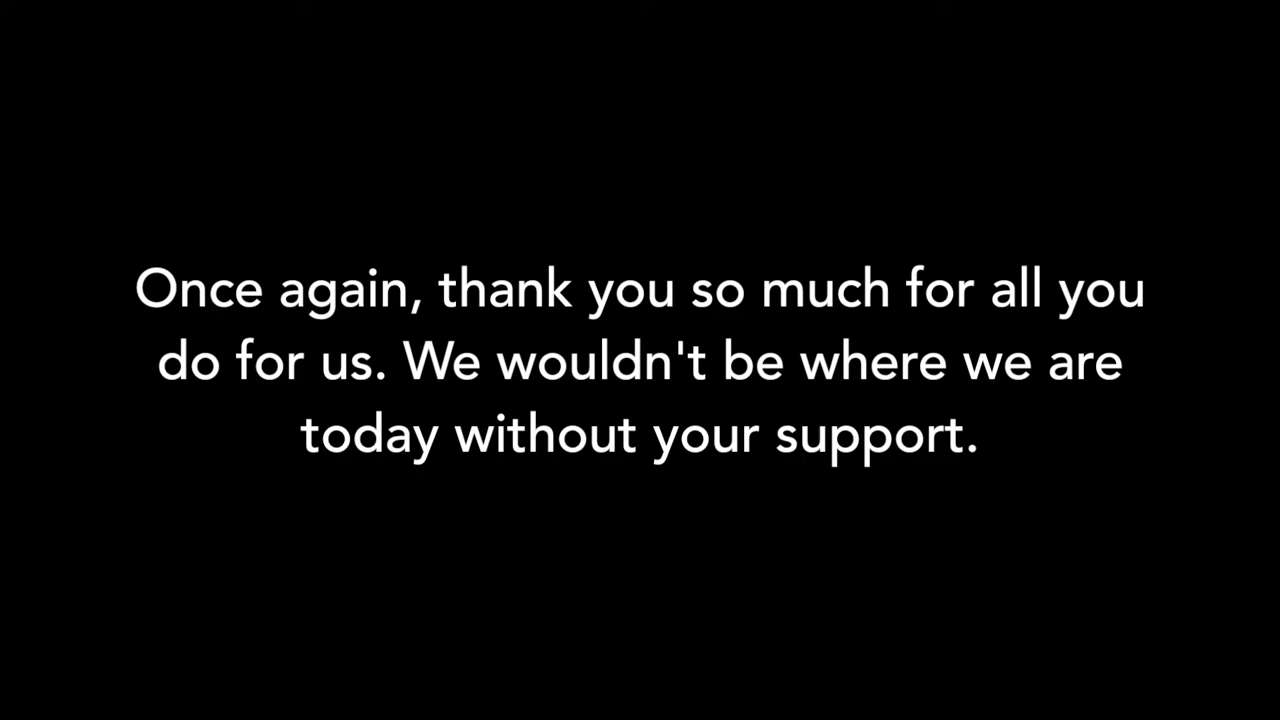 Once again, thank you so much for all you
do for us. We wouldn't be where we are
today without your support.